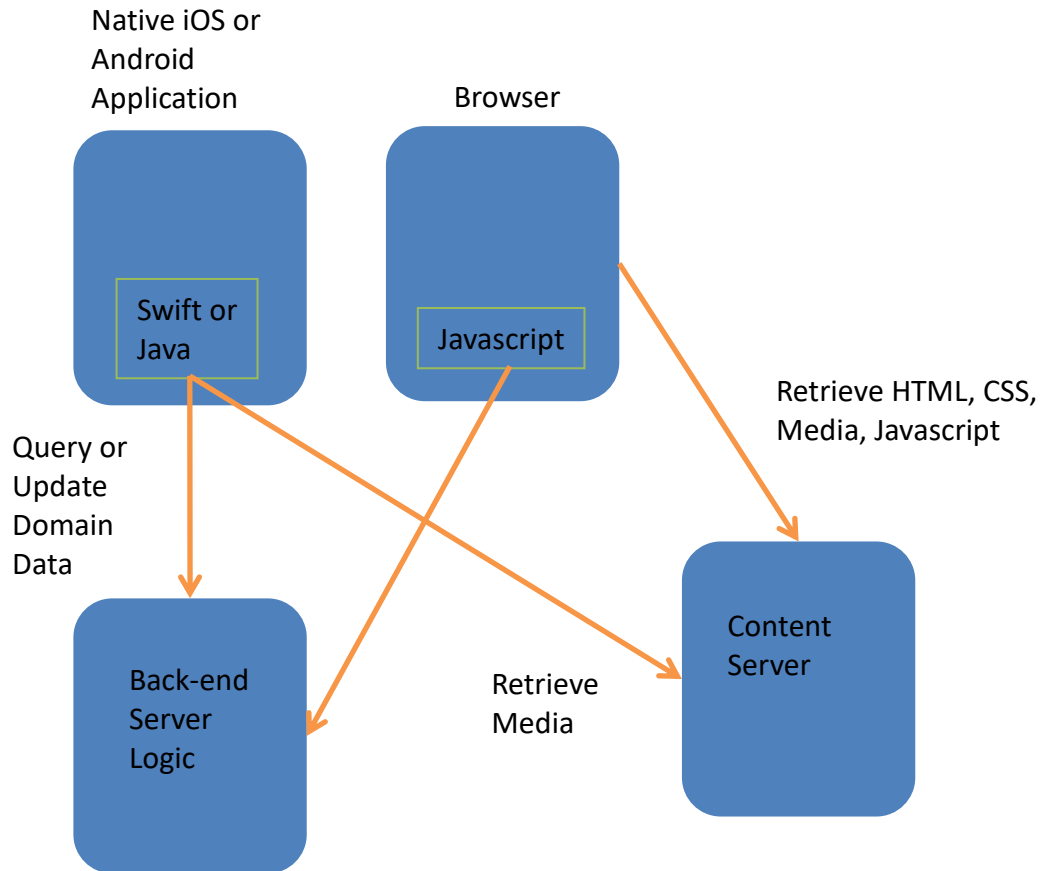 Native iOS or
Android
Application
Browser
Swift or
Java
Javascript
Retrieve HTML, CSS,
Media, Javascript
Query or
Update
Domain
Data
Content
Server
Back-end
Server
Logic
Retrieve
Media